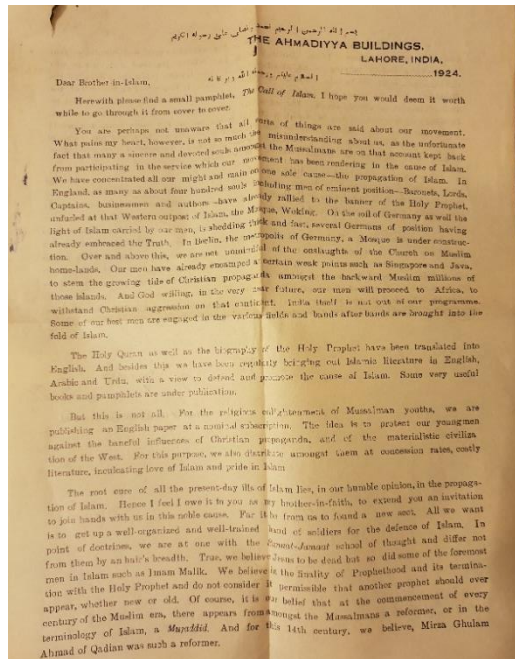 بسم الله الرحمن الرحيم نحمده ونصلى على رسوله الكريم
THE AHMADIYYA BUILDINGS,
LAHORE, INDIA,
1924.
Dear Brother-in-Islam, السلام عليكم ورحمة الله وبركاته
Herewith please find a small pamphlet, The Call of Islam. I hope you would deem it worth
while to go through it from cover to cover.
You are perhaps not unaware that all sorts of things are said about our movement.
What pains my heart, however, is not so much the misunderstanding about us, as the unfortunate
fact that many a sincere and devoted souls amongst the Mussalmans are on that account kept back
from participating in the service which our movement has been rendering in the cause of Islam.
We have concentrated all our might and main on one sole cause—the propagation of Islam. In
England, as many as about four hundred souls including men of eminent position—Baronets, Lords,
Captains, businessmen and authors—have already rallied to the banner of the Holy Prophet,
unfurled at that Western outpost of Islam, the Mosque, Woking. On the soil of Germany as well the
light of Islam carried by our men, is shedding thick and fast, several Germans of position having
already embraced the Truth. In Berlin, the metropolis of Germany, a Mosque is under construc-
tion. Over and above this, we are not unmindful of the onslaughts of the Church on Muslim
home-lands. Our men have already encamped at certain weak points such as Singapore and Java,
to stem the growing tide of Christian propaganda amongst the backward Muslim millions of
those islands. And God willing, in the very near future, our men will proceed to Africa, to
withstand Christian aggression on that continent. India itself is not out of our programme.
Some of our best men are engaged in the various fields and bands after bands are brought into the
fold of Islam.
The Holy Quran as well as the biography of the Holy Prophet have been translated into
English. And besides this we have been regularly bringing out Islamic literature in English,
Arabic and Urdu, with a view to defend and promote the cause of Islam. Some very useful
books and pamphlets are under publication.
But this is not all. For the religious enlightenment of Mussalman youths, we are
publishing an English paper at a nominal subscription. The idea is to protect our youngmen
against the baneful influences of Christian propoganda, and of the materialistic civiliza-
tion of the West. For this purpose, we also distribute amongst them at concession rates, costly
literature, inculcating love of Islam and pride in Islam
The root cure of all the present-day ills of Islam lies, in our humble opinion, in the propaga-
tion of Islam. Hence I feel I owe it to you as my brother-in-faith, to extend you an invitation
to join hands with us in this noble cause. Far it be from us to found a new sect. All we want
is to get up a well-organized and well-trained band of soldiers for the defence of Islam. In
point of doctrines, we are at one with the Sunnat-Jamaat school of thought and differ not
from them by an hair's breadth. True, we believe Jesus to be dead but so did some of the foremost
men in Islam such as Imam Malik. We believe in the finality of Prophethood and its termina-
tion with the Holy Prophet and do not consider it permissible that another prophet should ever
appear, whether new or old. Of course, it is our belief that at the commencement of every
century of the Muslim era, there appears from amongst the Mussalmans a reformer, or in the
terminology of Islam, a Mujaddid. And for this 14th century, we believe, Mirza Ghulam
Ahmad of Qadian was such a reformer.